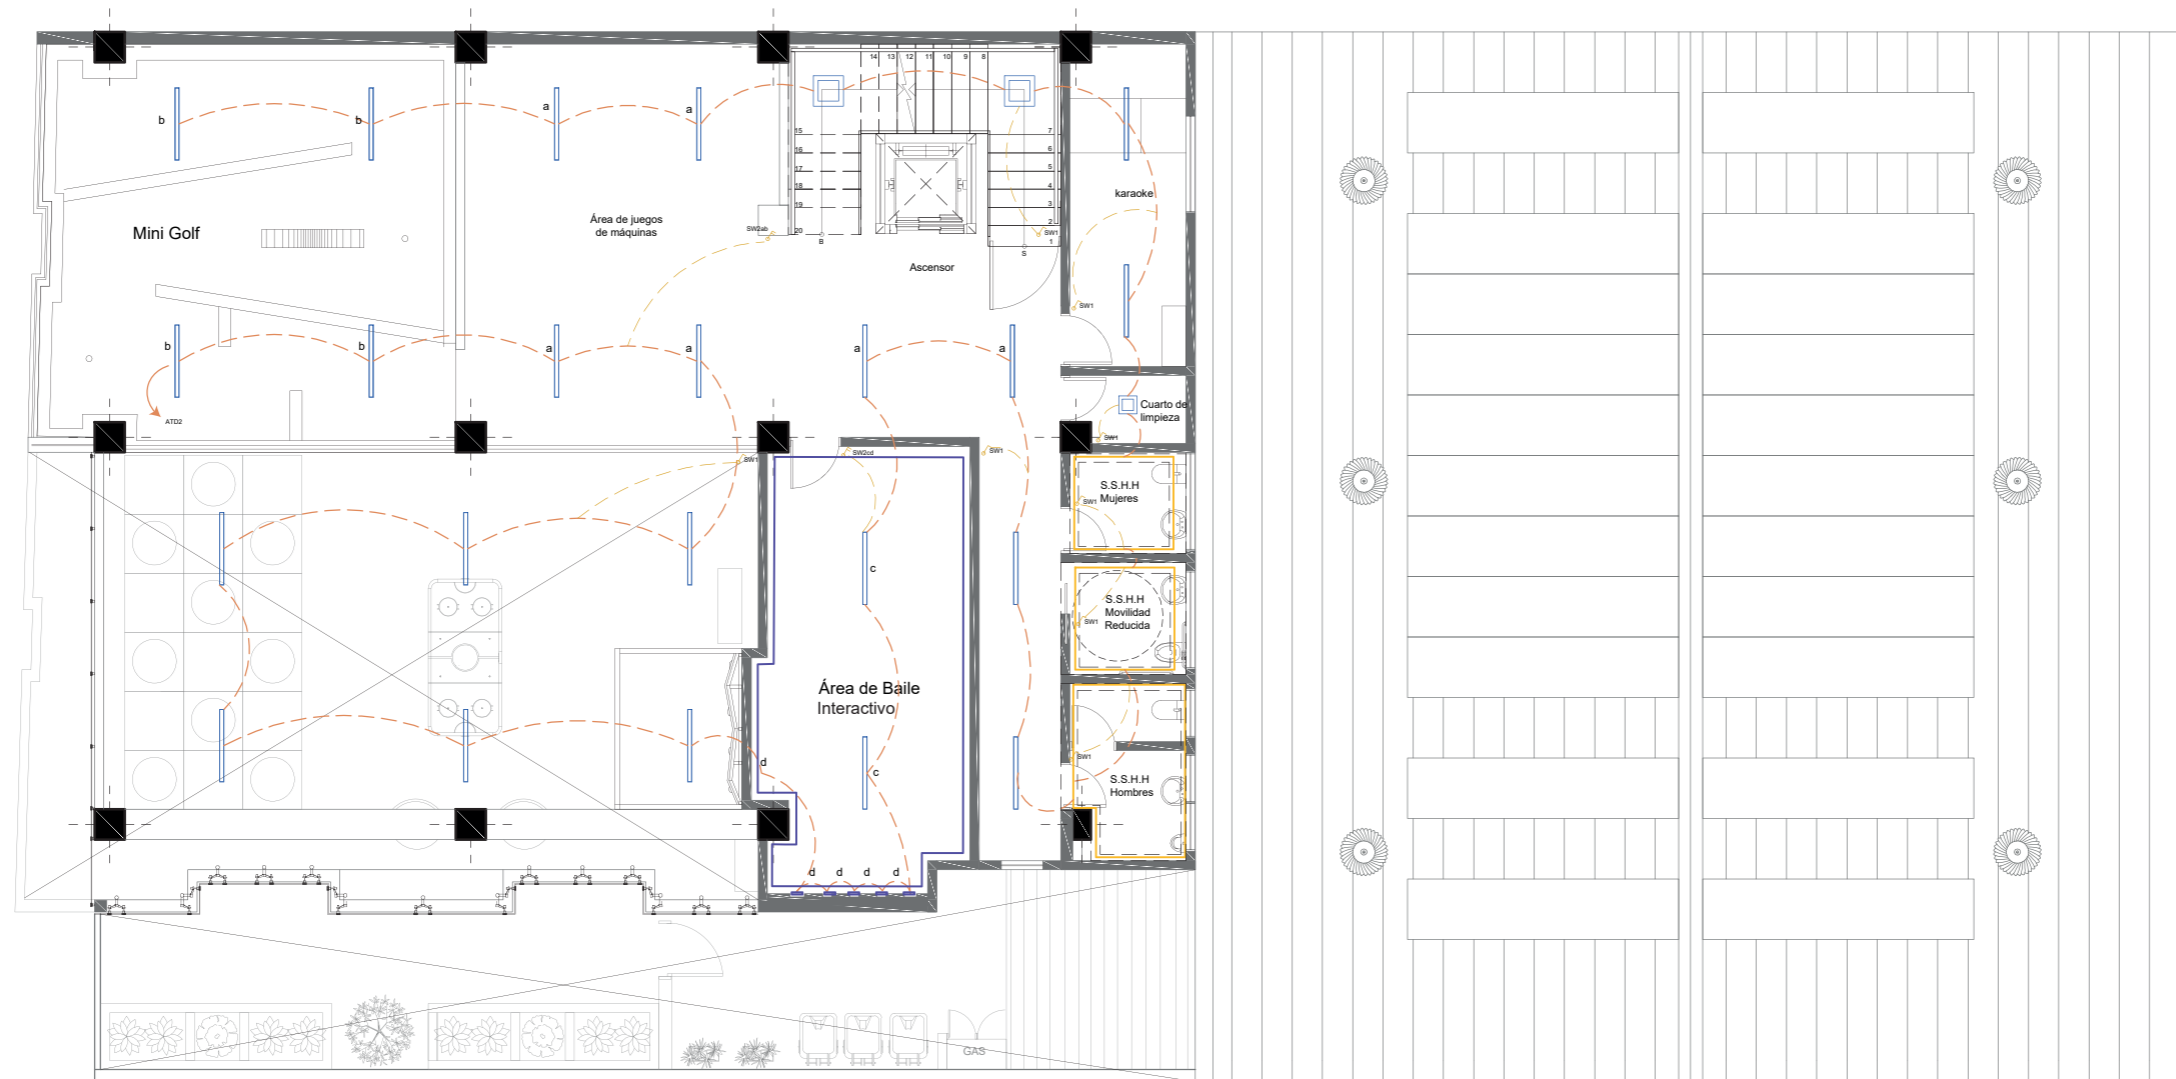 14 13 12 11 10 9 8
b
b
a
a
15
16
17
18
19
20
7
6
5
4
3
2
1
B
S
karaoke
Mini Golf
Área de juegos
de máquinas
SW2ab
SW1
Ascensor
SW1
b
b
a
a
a
a
ATD2
Cuarto de
limpieza
SW1
SW1
SW2cd
SW1
S.S.H.H
Mujeres
SW1
c
S.S.H.H
Movilidad
Reducida
SW1
Área de Baile
Interactivo
d
c
SW1
S.S.H.H
Hombres
d d d d
GAS